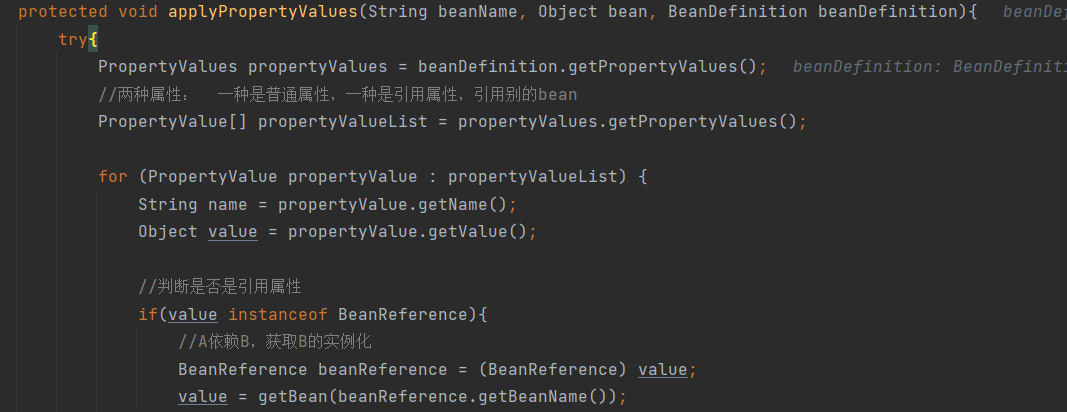 protected void applyPropertyValues(String beanName, Object bean, BeanDefinition beanDefinition){
try{
PropertyValues propertyValues = beanDefinition.getPropertyValues(); beanDefinition:
//两种属性： 一种是普通属性，一种是引用属性，引用别的bean
PropertyValue[] propertyValueList = propertyValues.getPropertyValues();
for (PropertyValue propertyValue : propertyValueList) {
String name = propertyValue.getName();
Object value = propertyValue.getValue();
//判断是否是引用属性
if(value instanceof BeanReference){
//A依赖B，获取B的实例化
BeanReference beanReference = (BeanReference) value;
value = getBean(beanReference.getBeanName());